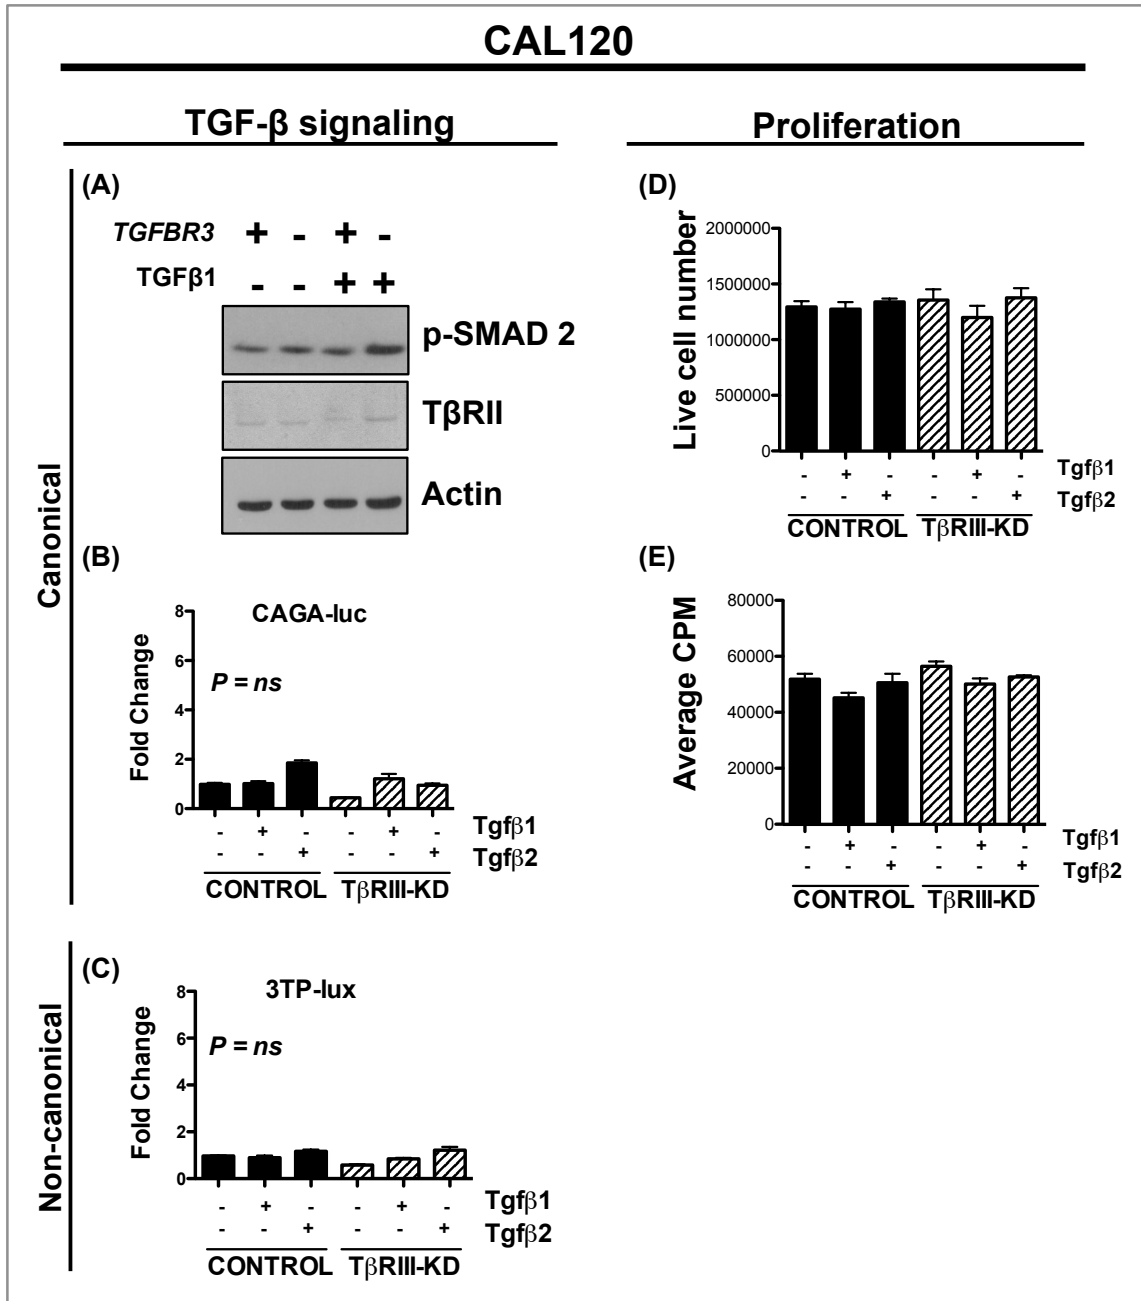 CAL120
TGF-β signaling
Proliferation
Canonical
(A)
TGFBR3 + - + -
TGFβ1 - - + +
p-SMAD 2
TβRII
Actin
(B)
CAGA-luc
P = ns
Fold Change
8
6
4
2
0
- + - - + - Tgfβ1
- - + - - + Tgfβ2
CONTROL TβRIII-KD
Non-canonical
(C)
3TP-lux
P = ns
Fold Change
8
6
4
2
0
- + - - + - Tgfβ1
- - + - - + Tgfβ2
CONTROL TβRIII-KD
(D)
Live cell number
2000000
1500000
1000000
500000
0
- + - - + - Tgfβ1
- - + - - + Tgfβ2
CONTROL TβRIII-KD
(E)
Average CPM
80000
60000
40000
20000
0
- + - - + - Tgfβ1
- - + - - + Tgfβ2
CONTROL TβRIII-KD